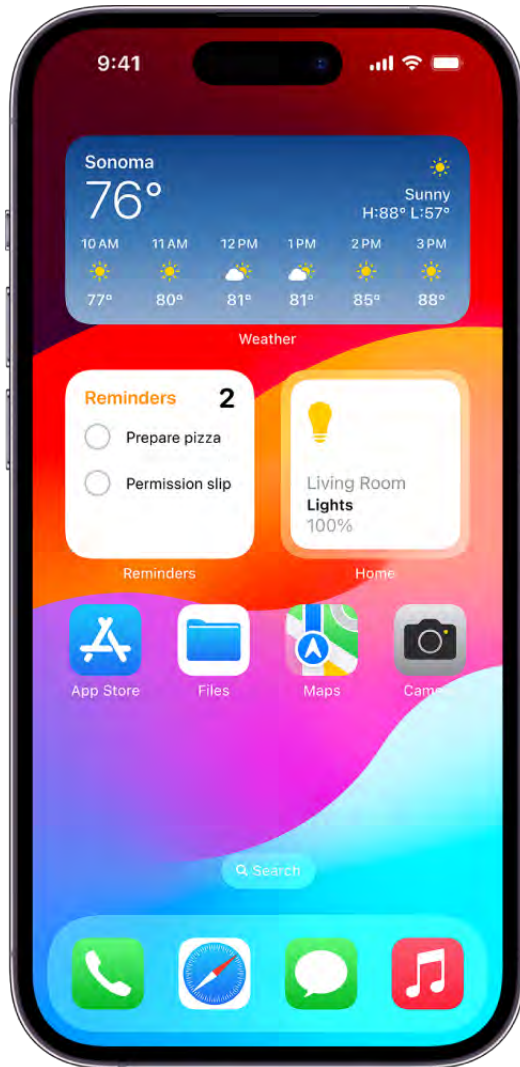 9:41
Sonoma
76°
Sunny
H:88° L:57°
10 AM 11 AM 12 PM 1 PM 2 PM 3 PM
77° 80° 81° 81° 85° 88°
Weather
Reminders 2
Prepare pizza
Permission slip
Living Room
Lights
100%
Reminders Home
App Store Files Maps
Search